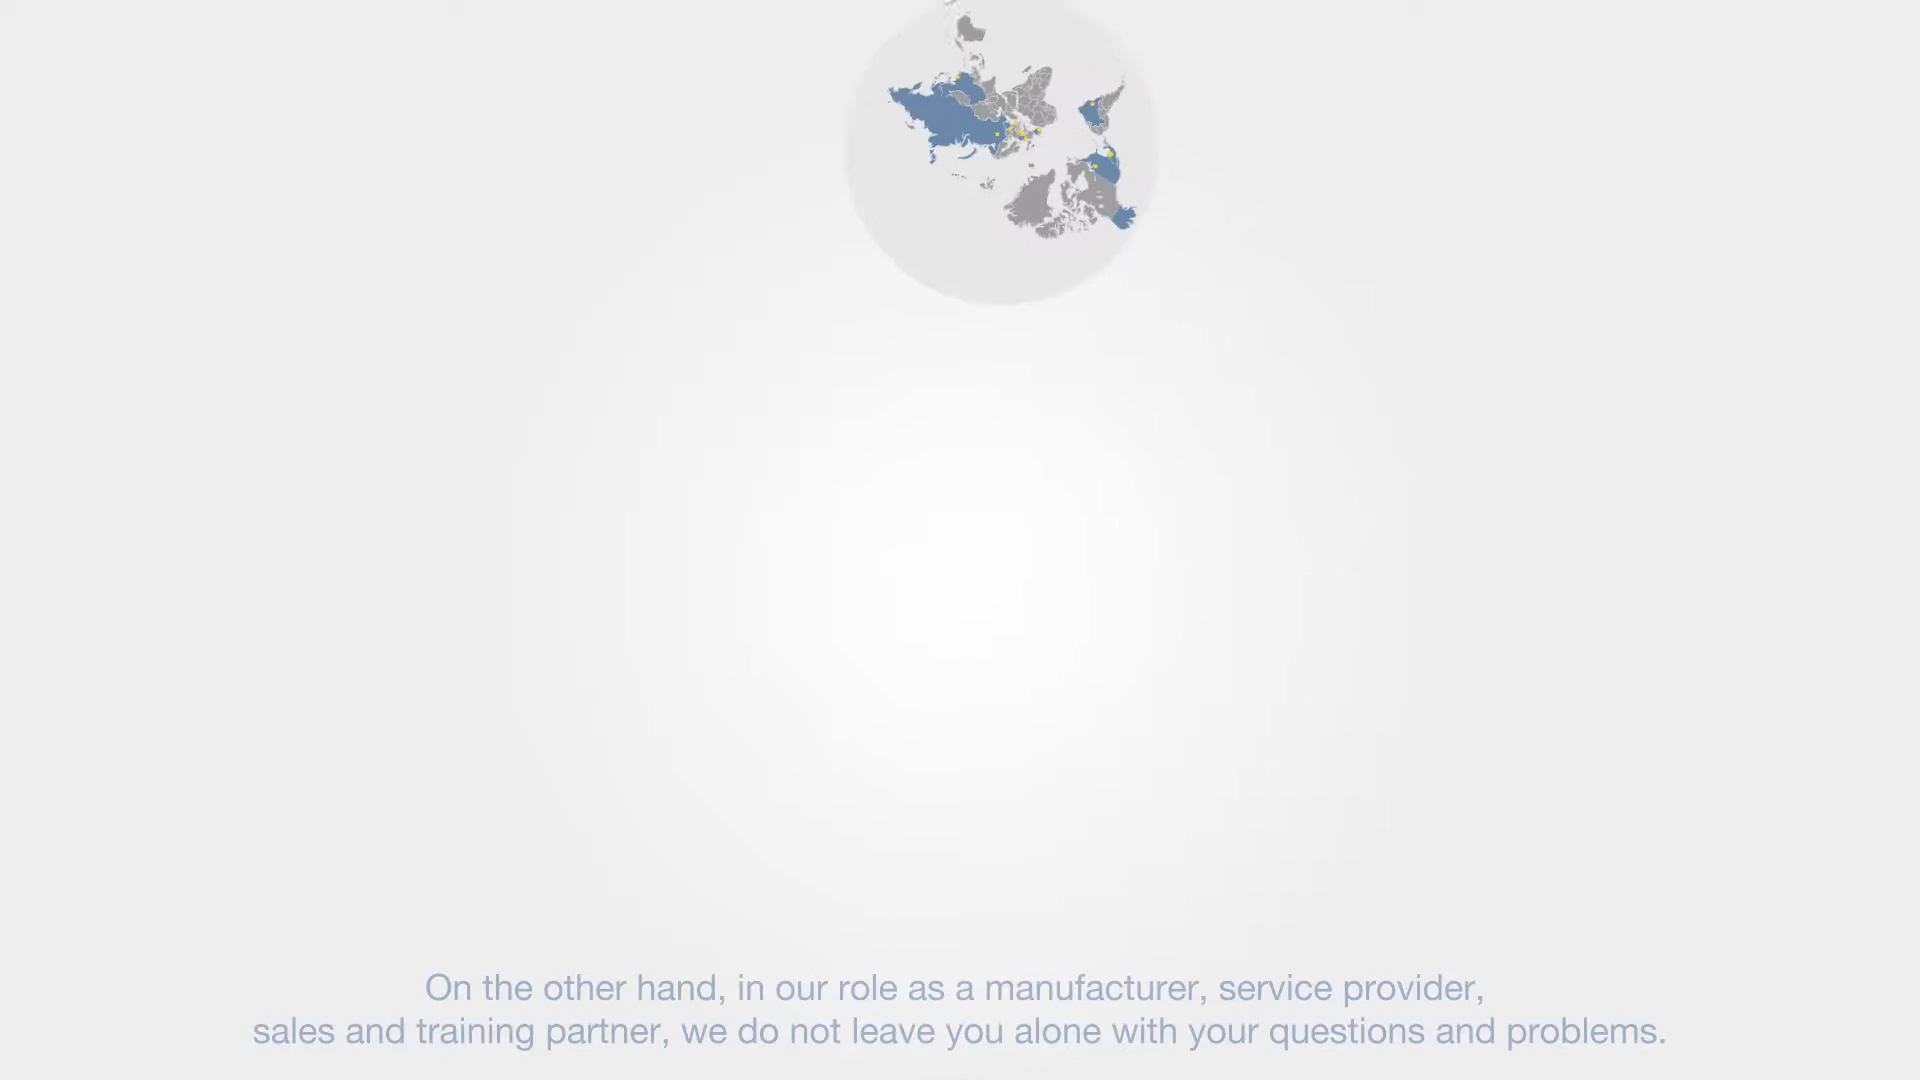 On the other hand, in our role as a manufacturer, service provider,
sales and training partner, we do not leave you alone with your questions and problems.